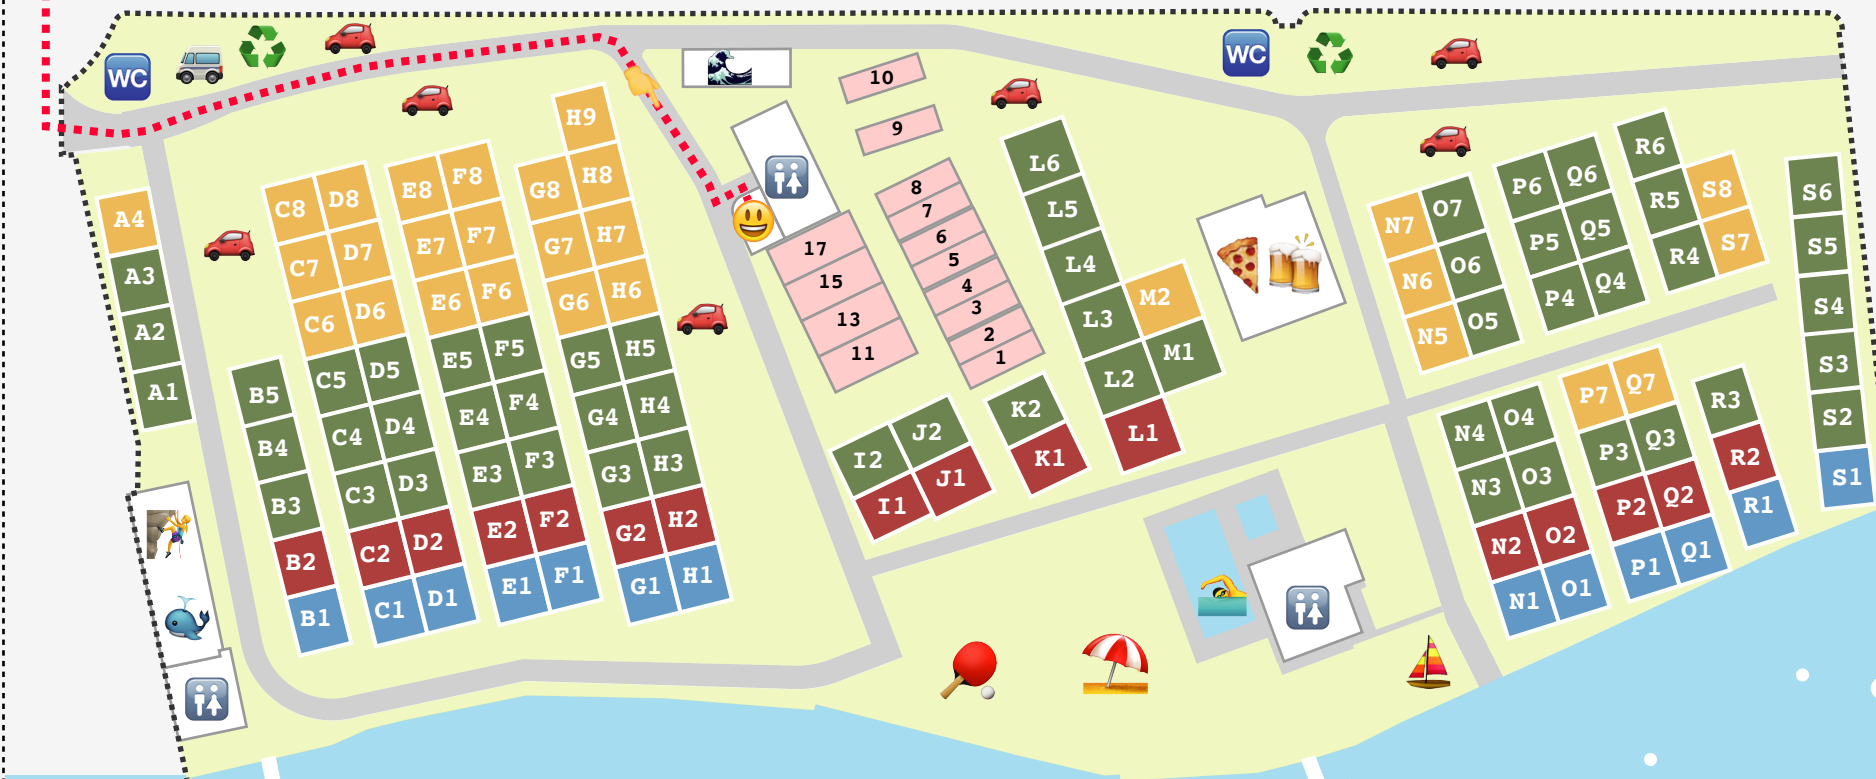 WC
WC
10
9
8
7
6
5
4
3
2
1
17
15
13
11
A4
A3
A2
A1
B5
B4
B3
B2
B1
C8 D8
C7 D7
C6 D6
C5 D5
C4 D4
C3 D3
C2 D2
C1 D1
E8 F8
E7 F7
E6 F6
E5 F5
E4 F4
E3 F3
E2 F2
E1 F1
H9
G8 H8
G7 H7
G6 H6
G5 H5
G4 H4
G3 H3
G2 H2
G1 H1
I2 J2
I1 J1
K2
K1
L6
L5
L4
L3 M2
L2 M1
L1
N7 O7
N6 O6
N5 O5
P6 Q6
P5 Q5
P4 Q4
R6
R5 S8
R4 S7
N4 O4
N3 O3
N2 O2
N1 O1
P7 Q7
P3 Q3
P2 Q2
P1 Q1
R3
R2
R1
S6
S5
S4
S3
S2
S1